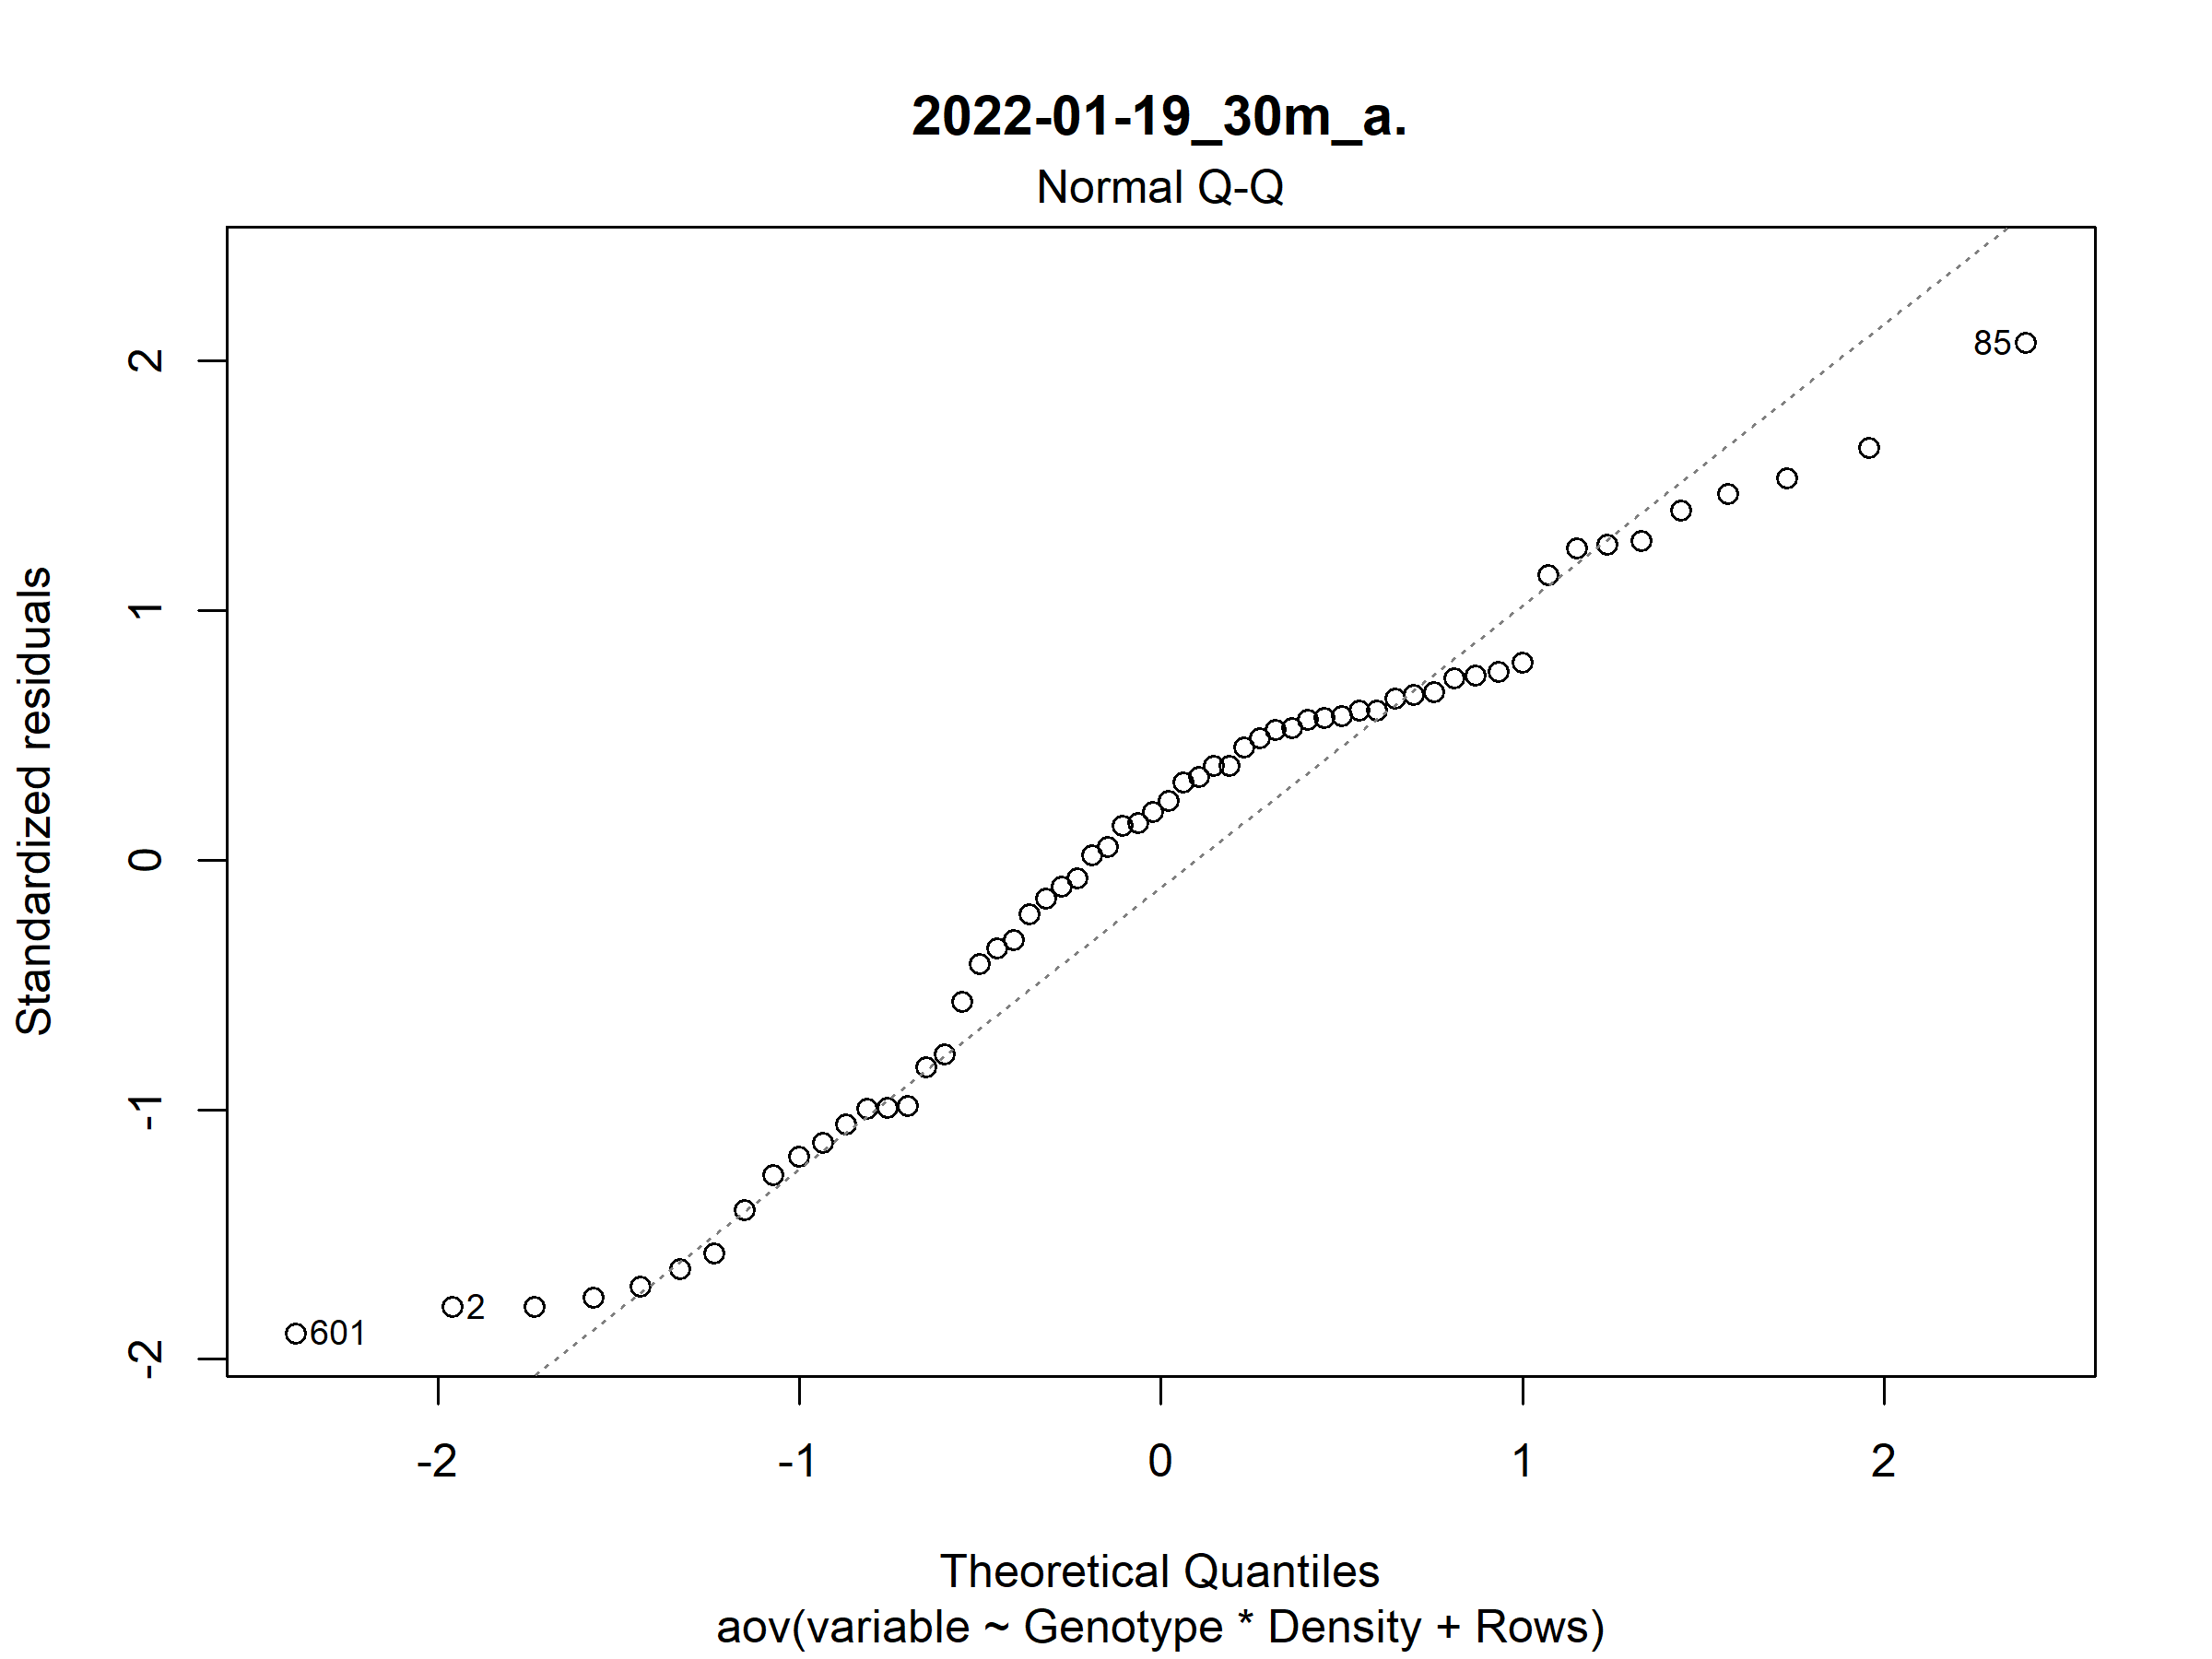 2022-01-19_30m_a.
Normal Q-Q
Standardized residuals
2
1
0
-1
-2
85
2
601
-2 -1 0 1 2
Theoretical Quantiles
aov(variable ~ Genotype * Density + Rows)